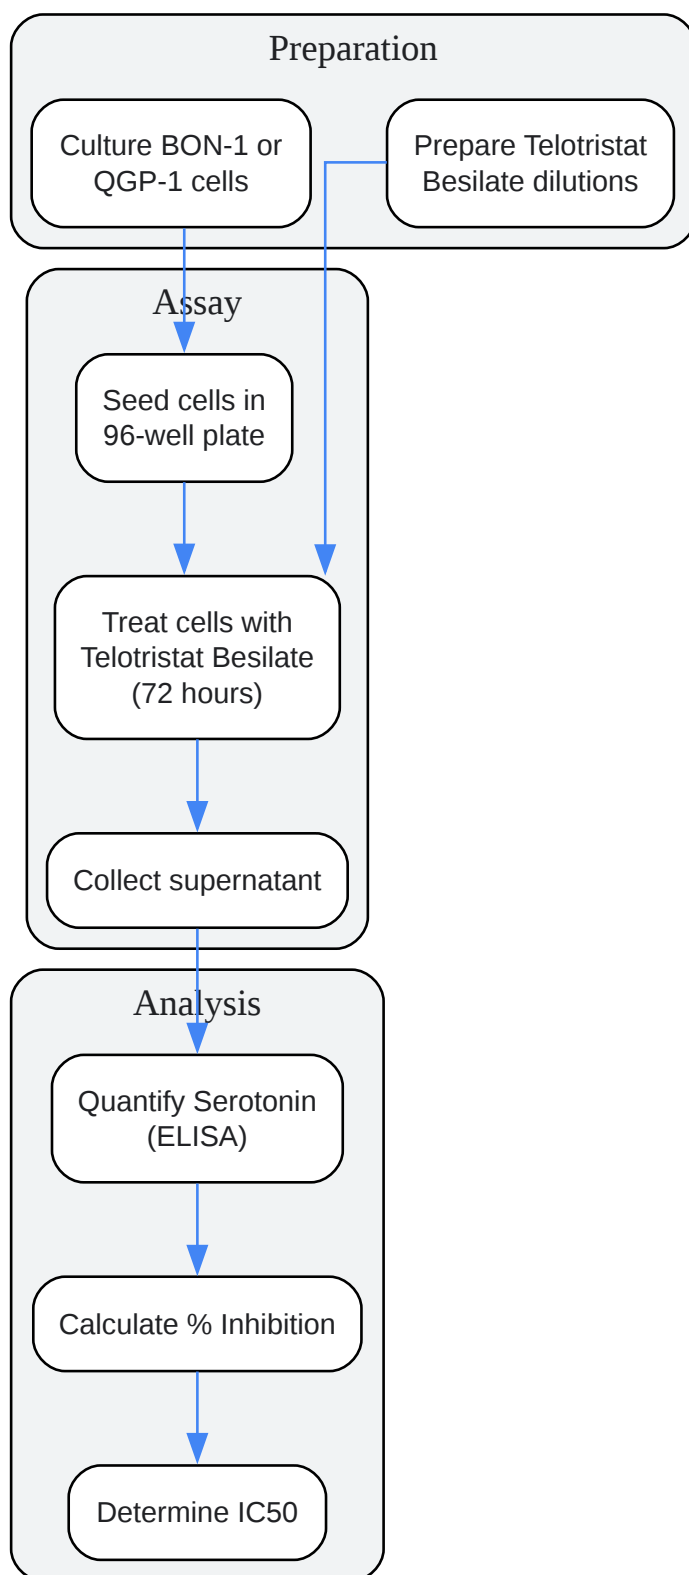 Preparation
Culture BON-1 or
QGP-1 cells
Prepare Telotristat
Besilate dilutions
Assay
Seed cells in
96-well plate
Treat cells with
Telotristat Besilate
(72 hours)
Collect supernatant
Analysis
Quantify Serotonin
(ELISA)
Calculate % Inhibition
Determine IC50